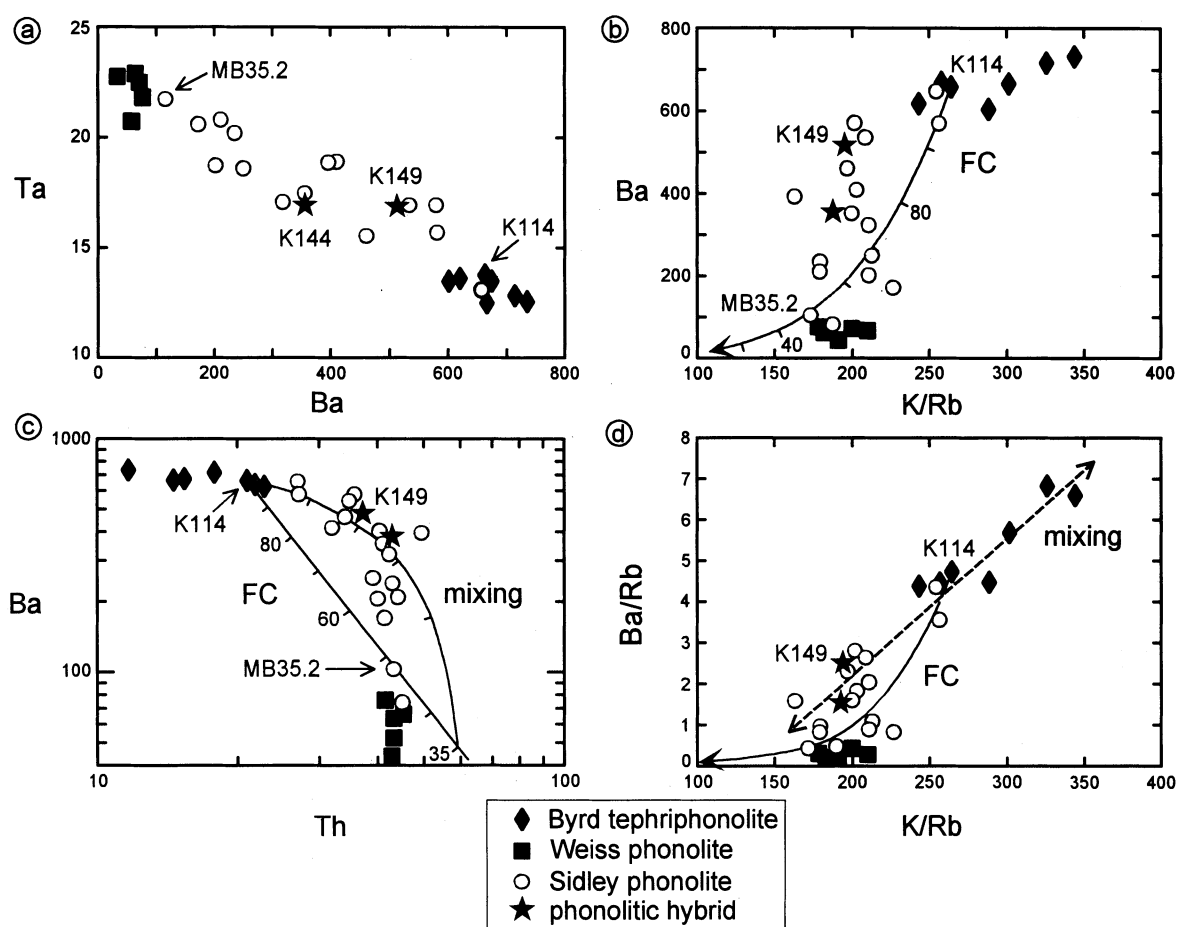 a
25
20
15
10
Ta
MB35.2
K149
K144
K114
0 200 400 600 800
Ba
b
800
600
400
200
0
Ba
K114
K149
FC
80
MB35.2
40
100 150 200 250 300 350 400
K/Rb
c
1000
100
Ba
K114
K149
80
FC
60
mixing
MB35.2
35
10 100
Th
d
8
7
6
5
4
3
2
1
0
Ba/Rb
K114
mixing
K149
FC
100 150 200 250 300 350 400
K/Rb
Byrd tephriphonolite
Weiss phonolite
Sidley phonolite
phonolitic hybrid